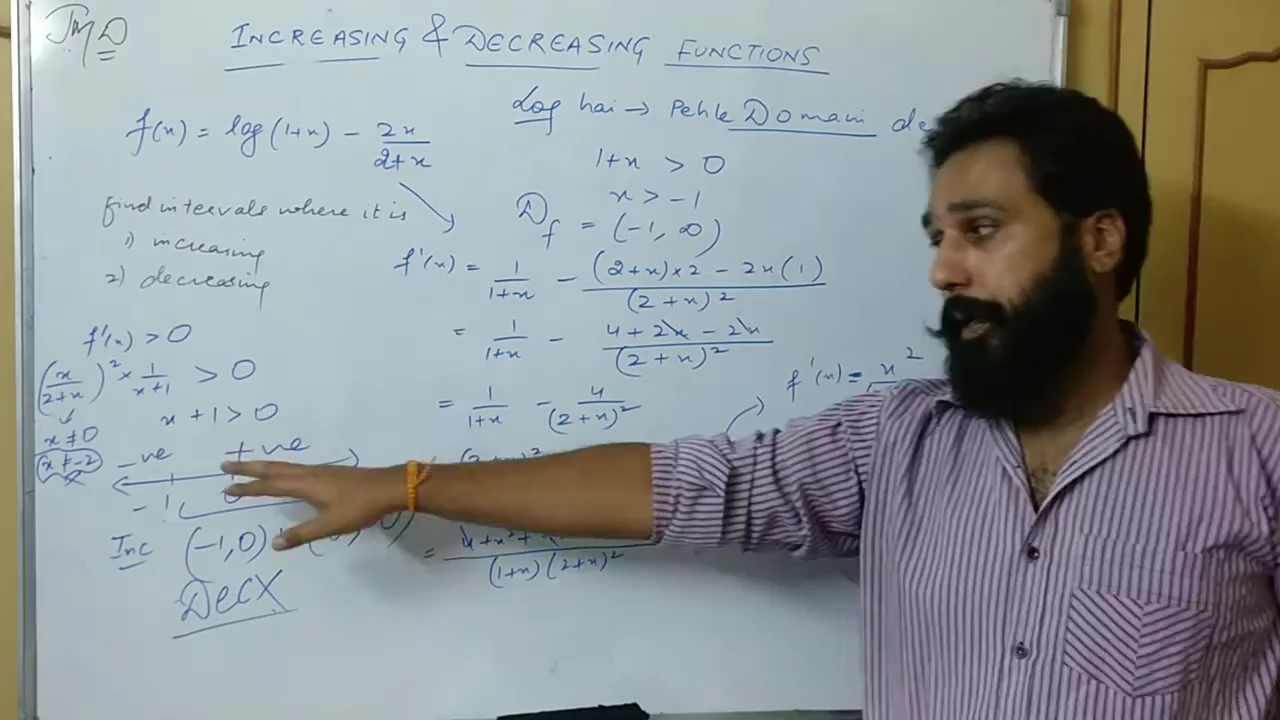 JMD
INCREASING & DECREASING FUNCTIONS
f(x) = log(1+x) - 2x/(2+x)
Log hai → Pehle Domain
1+x > 0
x > -1
D_f = (-1, ∞)
find intervals where it is
1) increasing
2) decreasing
f'(x) = 1/(1+x) - ((2+x)×2 - 2x(1))/(2+x)²
= 1/(1+x) - (4+2x-2x)/(2+x)²
= 1/(1+x) - 4/(2+x)²
= /((1+x)(2+x)²)
f'(x) = x²
f'(x) > 0
(x/(2+x))² × 1/(x+1) > 0
x + 1 > 0
x ≠ 0
x ≠ -2
-ve +ve
-1
Inc (-1,0)
Dec X